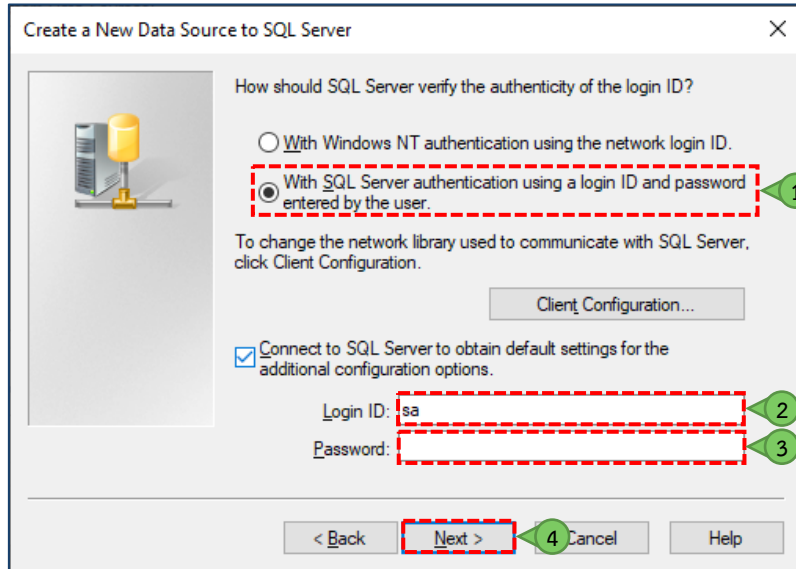 Create a New Data Source to SQL Server
How should SQL Server verify the authenticity of the login ID?
With Windows NT authentication using the network login ID.
With SQL Server authentication using a login ID and password
entered by the user.
1
To change the network library used to communicate with SQL Server,
click Client Configuration.
Client Configuration...
Connect to SQL Server to obtain default settings for the
additional configuration options.
Login ID: sa 2
Password: 3
< Back Next > 4 Cancel Help